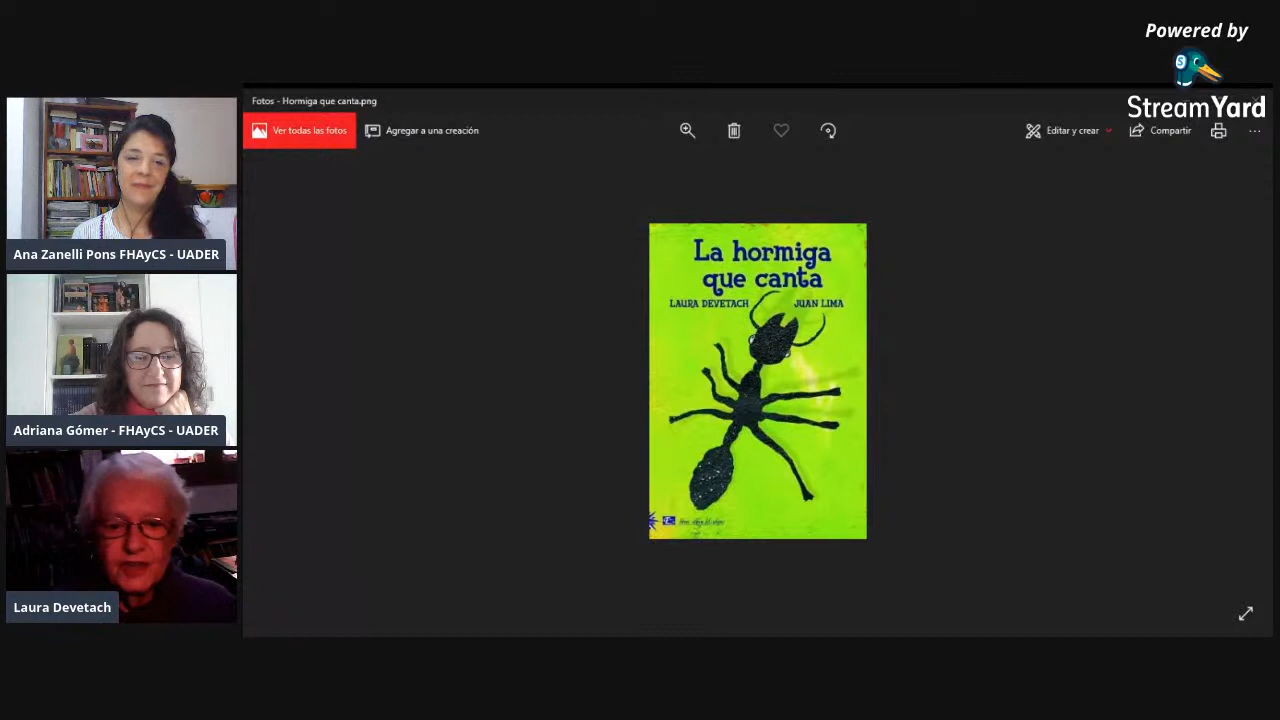 Powered by
StreamYard
Fotos - Hormiga que canta.png
Ver todas las fotos
Agregar a una creación
Editar y crear
Compartir
Ana Zanelli Pons FHAyCS - UADER
Adriana Gómer - FHAyCS - UADER
Laura Devetach
La hormiga
que canta
LAURA DEVETACH JUAN LIMA